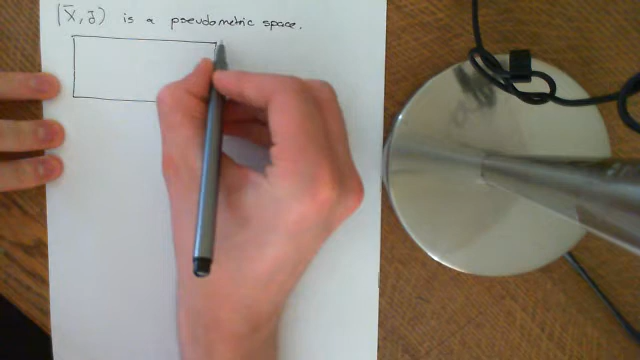 (X̄, d̄) is a pseudometric space.